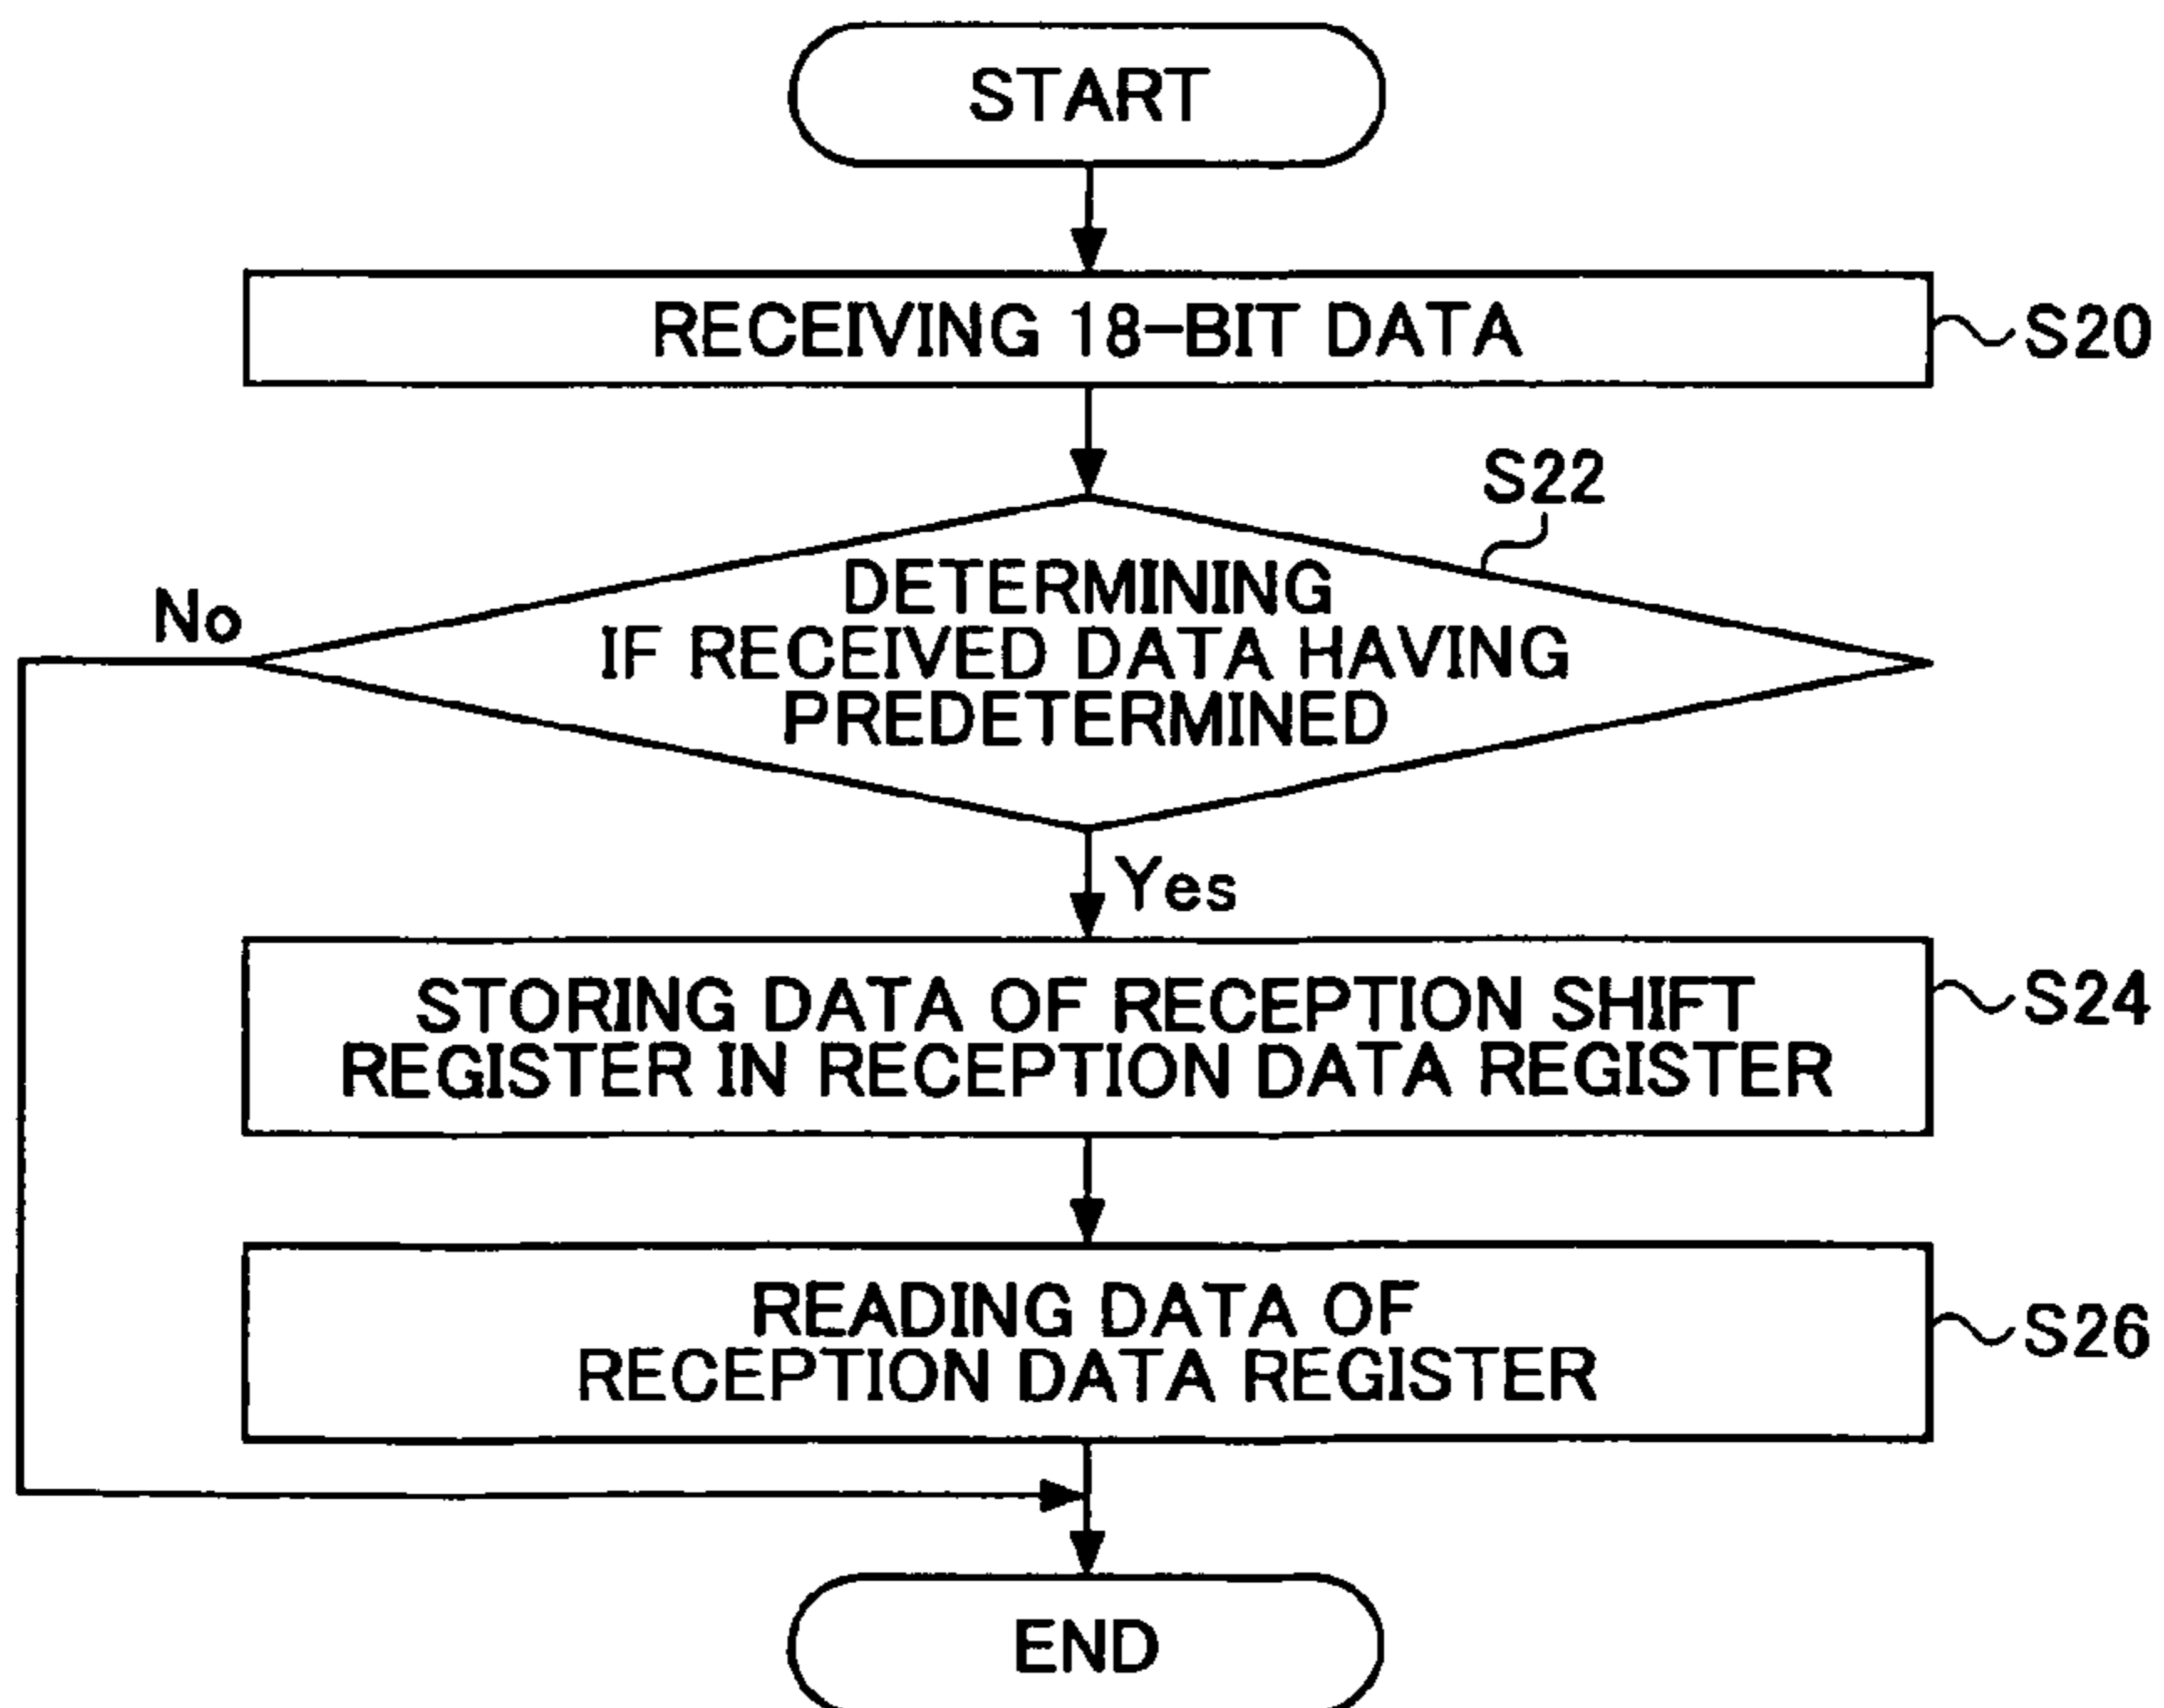 START
RECEIVING 18-BIT DATA
S20
S22
DETERMINING
IF RECEIVED DATA HAVING
PREDETERMINED
No
Yes
STORING DATA OF RECEPTION SHIFT
REGISTER IN RECEPTION DATA REGISTER
S24
READING DATA OF
RECEPTION DATA REGISTER
S26
END